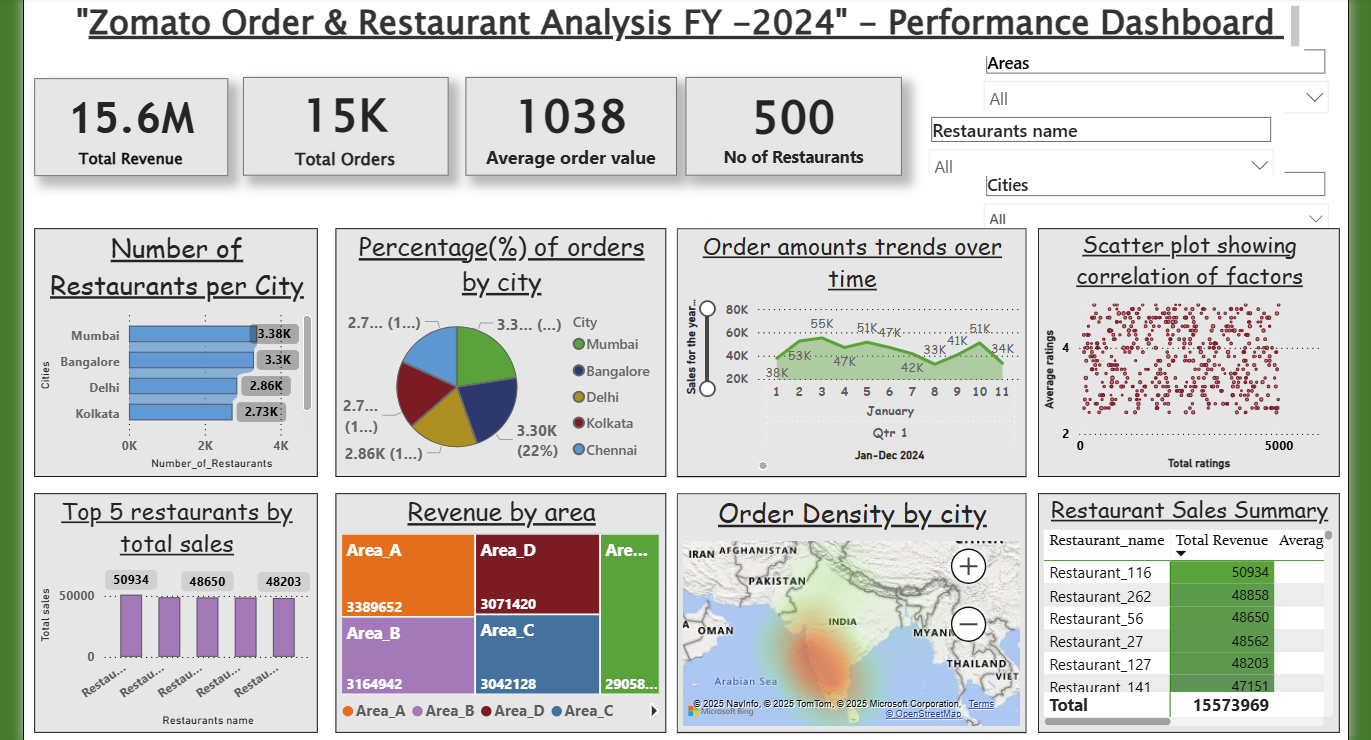 "Zomato Order & Restaurant Analysis FY -2024" - Performance Dashboard
15.6M
Total Revenue
15K
Total Orders
1038
Average order value
500
No of Restaurants
Areas
All
Restaurants name
All
Cities
All
Number of
Restaurants per City
Cities
Mumbai
3.38K
Bangalore
3.3K
Delhi
2.86K
Kolkata
2.73K
0K
2K
4K
Number_of_Restaurants
Percentage(%) of orders
by city
2.7... (1...)
3.3... (...)
2.7...
(1...)
2.86K (1...)
3.30K
(22%)
City
Mumbai
Bangalore
Delhi
Kolkata
Chennai
Order amounts trends over
time
Sales for the year...
80K
60K
40K
20K
38K
53K
55K
47K
51K
47K
42K
33K
41K
51K
34K
1 2 3 4 5 6 7 8 9 10 11
January
Qtr 1
Jan-Dec 2024
Scatter plot showing
correlation of factors
Average ratings
4
2
0
5000
Total ratings
Top 5 restaurants by
total sales
Total sales
50000
0
50934
48650
48203
Restau...
Restau...
Restau...
Restau...
Restau...
Restaurants name
Revenue by area
Area_A
3389652
Area_D
3071420
Are...
29058...
Area_B
3164942
Area_C
3042128
Area_A Area_B Area_D Area_C
Order Density by city
IRAN
AFGHANISTAN
PAKISTAN
OMAN
INDIA
THAILAND
Arabian Sea
© 2025 NavInfo, © 2025 TomTom, © 2025 Microsoft Corporation, Terms
© OpenStreetMap
Microsoft Bing
Restaurant Sales Summary
Restaurant_name Total Revenue Averag
Restaurant_116 50934
Restaurant_262 48858
Restaurant_56 48650
Restaurant_27 48562
Restaurant_127 48203
Restaurant_141 47151
Total 15573969